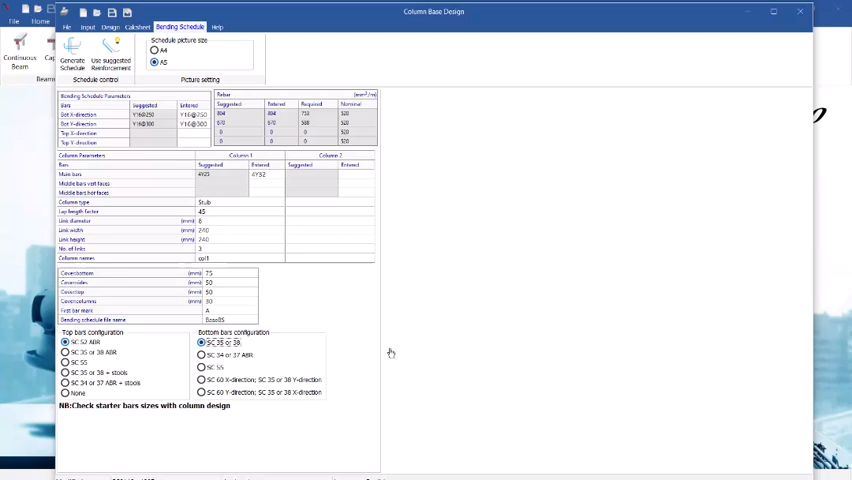 Column Base Design
File Home
File Input Design Calcsheet Bending Schedule Help
Continuous Beam
Generate Schedule
Use suggested Reinforcement
Schedule control
Schedule picture size
A4
A5
Picture setting
Bending Schedule Parameters
Bars Suggested Entered
Bot X-direction Y16@250 Y16@250
Bot Y-direction Y16@300 Y16@300
Top X-direction
Top Y-direction
Rebar (mm²/m)
Suggested Entered Required Nominal
804 804 733 520
670 670 588 520
0 0 0 520
0 0 0 520
Column Parameters Column 1 Column 2
Bars Suggested Entered Suggested Entered
Main bars 4Y25 4Y32
Middle bars vert faces
Middle bars hor faces
Column type Stub
Lap length factor 45
Link diameter (mm) 8
Link width (mm) 240
Link height (mm) 240
No. of links 3
Column names col1
Cover:bottom (mm) 75
Cover:sides (mm) 50
Cover:top (mm) 50
Cover:columns (mm) 30
First bar mark A
Bending schedule file name
Top bars configuration
SC 52 ABR
SC 35 or 38 ABR
SC 55
SC 35 or 38 + stools
SC 34 or 37 ABR + stools
None
Bottom bars configuration
SC 35 or 38
SC 34 or 37 ABR
SC 55
SC 60 X-direction; SC 35 or 38 Y-direction
SC 60 Y-direction; SC 35 or 38 X-direction
NB:Check starter bars sizes with column design